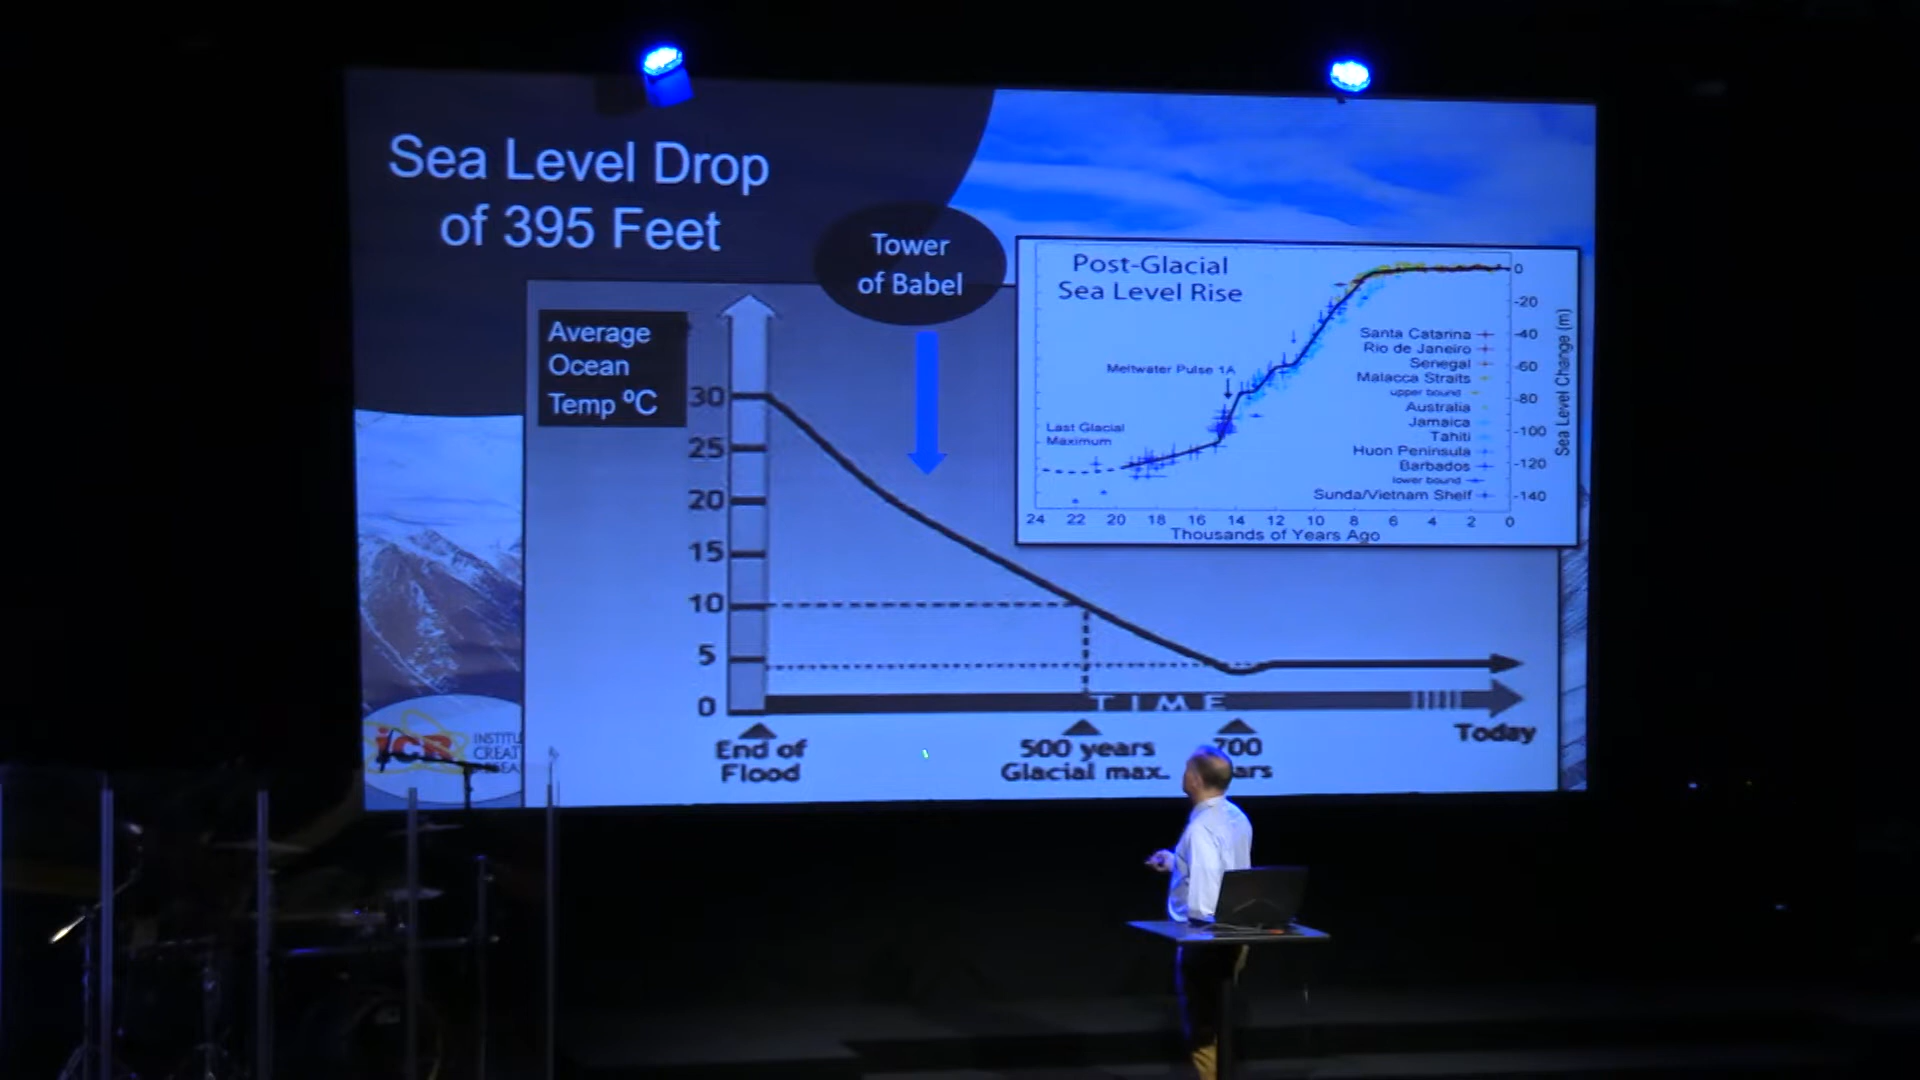 Sea Level Drop
of 395 Feet
Tower
of Babel
Average
Ocean
Temp ºC
30
25
20
15
10
5
0
TIME
End of
Flood
500 years
Glacial max.
700
Today
Post-Glacial
Sea Level Rise
Meltwater Pulse 1A
Last Glacial
Maximum
Santa Catarina
Rio de Janeiro
Senegal
Malacca Straits
upper bound
Australia
Jamaica
Tahiti
Huon Peninsula
Barbados
lower bound
Sunda/Vietnam Shelf
0
-20
-40
-60
-80
-100
-120
-140
Sea Level Change (m)
24 22 20 18 16 14 12 10 8 6 4 2 0
Thousands of Years Ago
ICR
INSTITU
CREAT